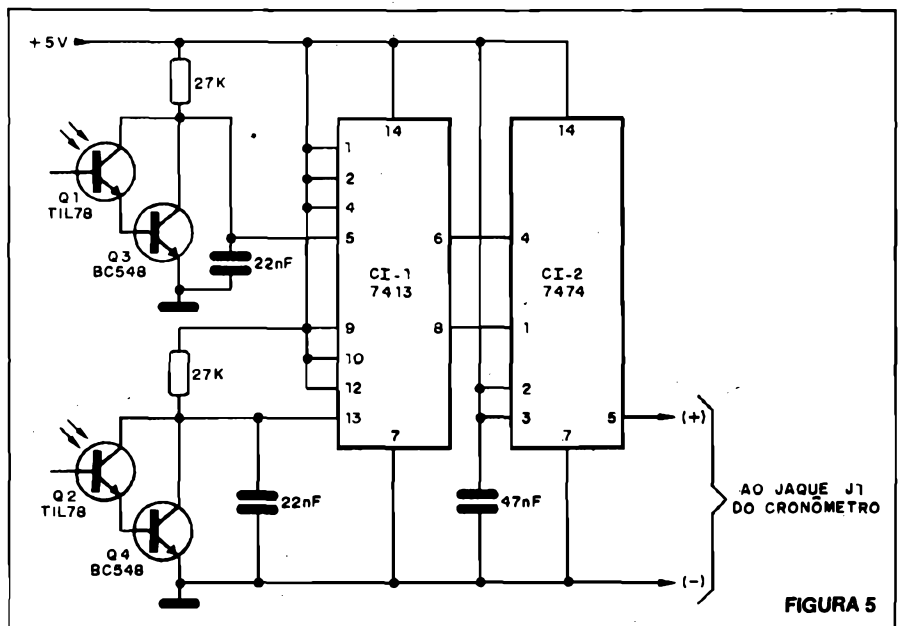 +5V
27K
Q1
TIL78
Q3
BC548
22nF
14
1
2
4
5
6
CI-1
7413
8
9
10
12
13
7
14
4
CI-2
7474
1
2
3
5
7
27K
Q2
TIL78
Q4
BC548
22nF
47nF
(+)
(-)
AO JAQUE J1
DO CRONÔMETRO
FIGURA 5